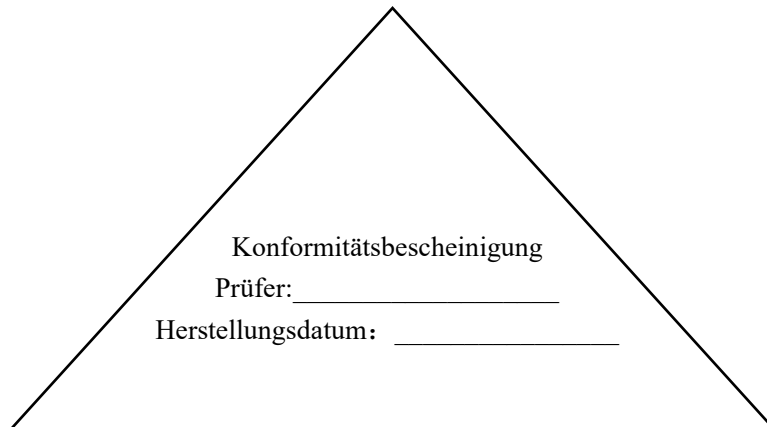 Konformitätsbescheinigung
Prüfer:___________________
Herstellungsdatum：________________